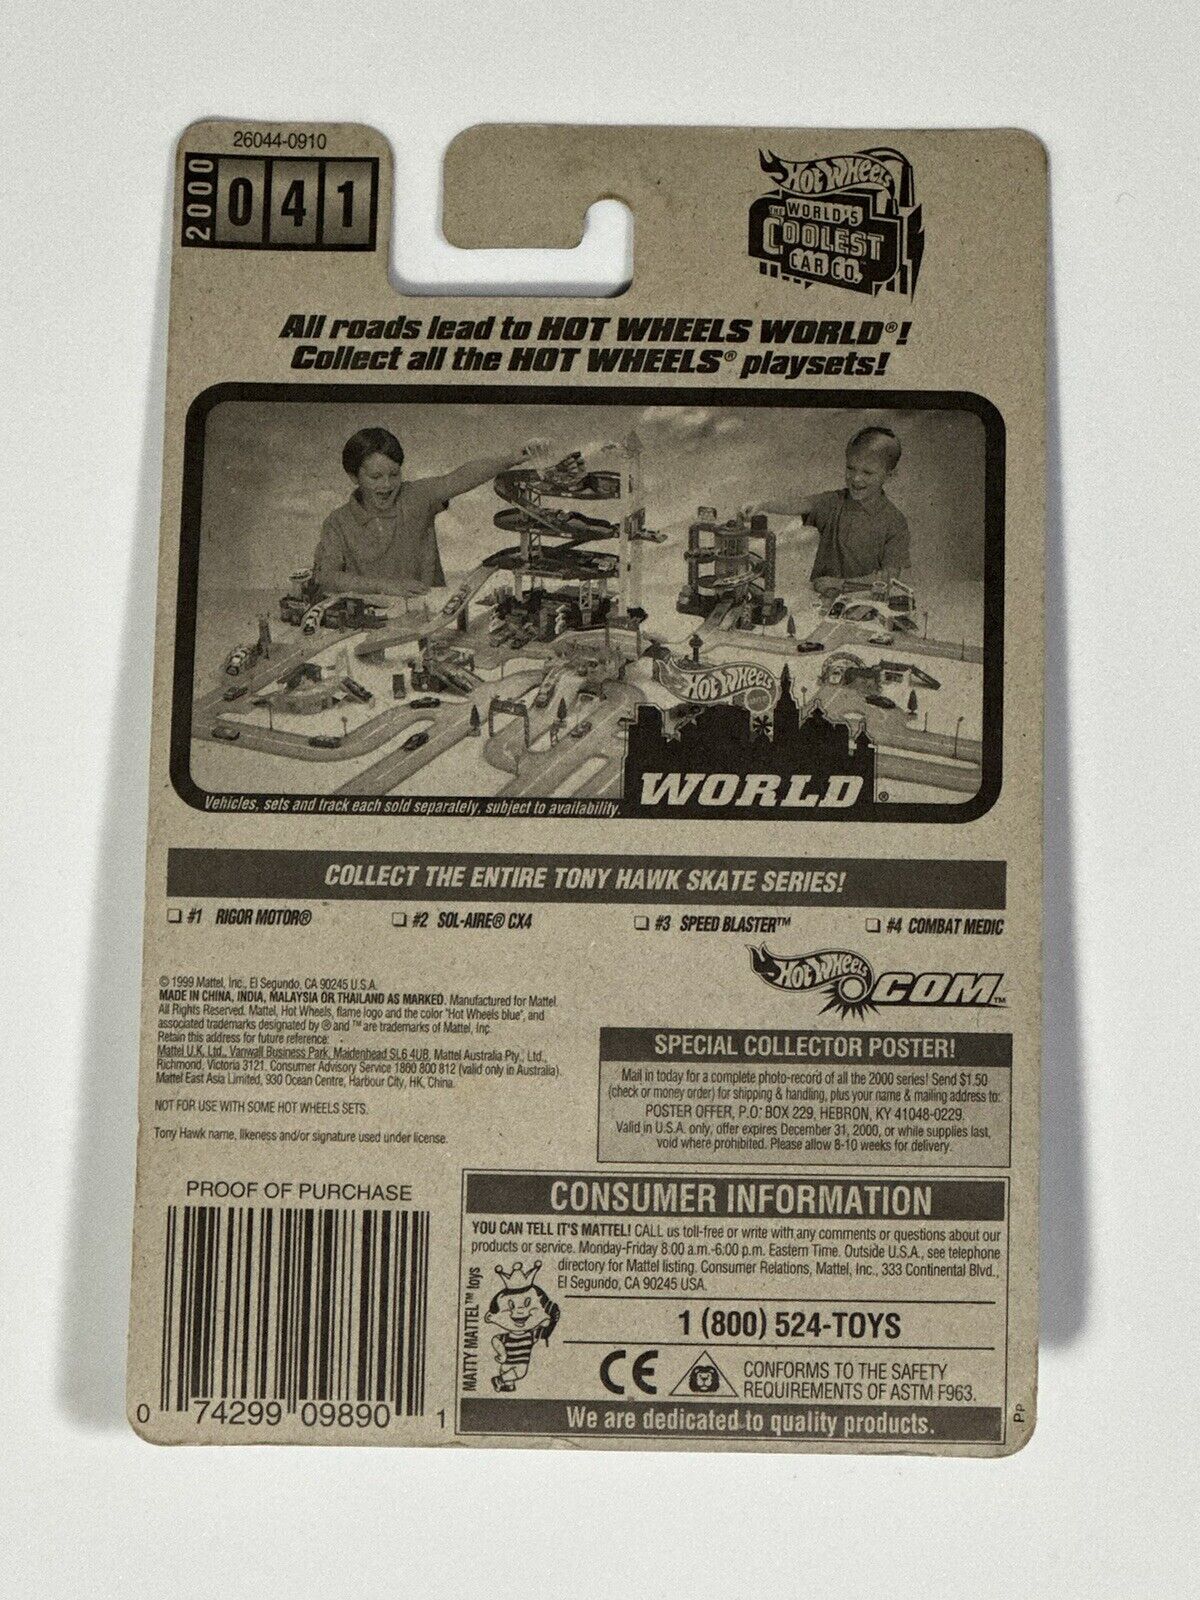 26044-0910
2000
041
HOT WHEELS
THE WORLD'S
COOLEST
CAR CO.™
All roads lead to HOT WHEELS WORLD®!
Collect all the HOT WHEELS® playsets!
HOT WHEELS
WORLD®
Vehicles, sets and track each sold separately, subject to availability.
COLLECT THE ENTIRE TONY HAWK SKATE SERIES!
❏ #1 RIGOR MOTOR®
❏ #2 SOL-AIRE® CX4
❏ #3 SPEED BLASTER™
❏ #4 COMBAT MEDIC
HOT WHEELS .COM™
© 1999 Mattel, Inc., El Segundo, CA 90245 U.S.A.
MADE IN CHINA, INDIA, MALAYSIA OR THAILAND AS MARKED. Manufactured for Mattel.
All Rights Reserved. Mattel, Hot Wheels, flame logo and the color "Hot Wheels blue", and
associated trademarks designated by ® and ™ are trademarks of Mattel, Inc.
Retain this address for future reference:
Mattel U.K. Ltd., Vanwall Business Park, Maidenhead SL6 4UB. Mattel Australia Pty., Ltd.,
Richmond, Victoria 3121. Consumer Advisory Service 1800 800 812 (valid only in Australia).
Mattel East Asia Limited, 930 Ocean Centre, Harbour City, HK, China.
NOT FOR USE WITH SOME HOT WHEELS SETS.
Tony Hawk name, likeness and/or signature used under license.
SPECIAL COLLECTOR POSTER!
Mail in today for a complete photo-record of all the 2000 series! Send $1.50
(check or money order) for shipping & handling, plus your name & mailing address to:
POSTER OFFER, P.O. BOX 229, HEBRON, KY 41048-0229.
Valid in U.S.A. only, offer expires December 31, 2000, or while supplies last,
void where prohibited. Please allow 8-10 weeks for delivery.
PROOF OF PURCHASE
0 74299 09890 1
CONSUMER INFORMATION
YOU CAN TELL IT'S MATTEL! CALL us toll-free or write with any comments or questions about our
products or service. Monday-Friday 8:00 a.m.-6:00 p.m. Eastern Time. Outside U.S.A., see telephone
directory for Mattel listing. Consumer Relations, Mattel, Inc., 333 Continental Blvd.,
El Segundo, CA 90245 USA.
MATTY MATTEL™ toys
1 (800) 524-TOYS
CE
CONFORMS TO THE SAFETY
REQUIREMENTS OF ASTM F963.
We are dedicated to quality products.
PP